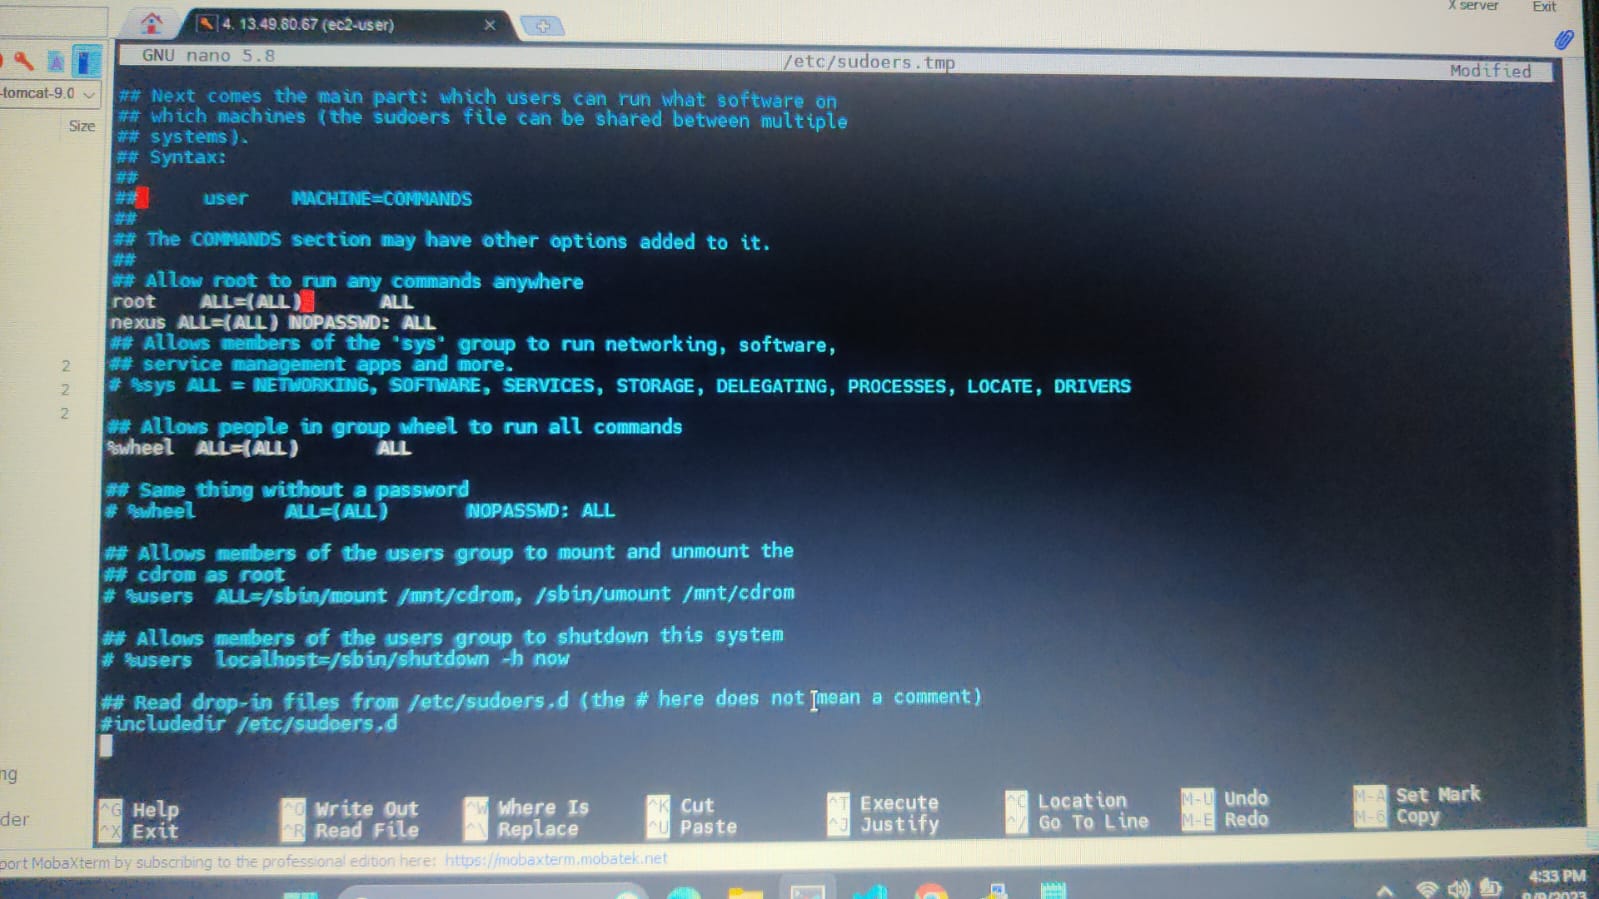 X server Exit
4. 13.49.80.67 (ec2-user)
GNU nano 5.8 /etc/sudoers.tmp Modified
-tomcat-9.0
Size
## Next comes the main part: which users can run what software on
## which machines (the sudoers file can be shared between multiple
## systems).
## Syntax:
##
## user MACHINE=COMMANDS
##
## The COMMANDS section may have other options added to it.
##
## Allow root to run any commands anywhere
root ALL=(ALL) ALL
nexus ALL=(ALL) NOPASSWD: ALL
## Allows members of the 'sys' group to run networking, software,
## service management apps and more.
# %sys ALL = NETWORKING, SOFTWARE, SERVICES, STORAGE, DELEGATING, PROCESSES, LOCATE, DRIVERS
2
2
2
## Allows people in group wheel to run all commands
%wheel ALL=(ALL) ALL
## Same thing without a password
# %wheel ALL=(ALL) NOPASSWD: ALL
## Allows members of the users group to mount and unmount the
## cdrom as root
# %users ALL=/sbin/mount /mnt/cdrom, /sbin/umount /mnt/cdrom
## Allows members of the users group to shutdown this system
# %users localhost=/sbin/shutdown -h now
## Read drop-in files from /etc/sudoers.d (the # here does not mean a comment)
#includedir /etc/sudoers.d
ng
der
^G Help ^O Write Out ^W Where Is ^K Cut ^T Execute ^C Location M-U Undo M-A Set Mark
^X Exit ^R Read File ^\ Replace ^U Paste ^J Justify ^/ Go To Line M-E Redo M-6 Copy
port MobaXterm by subscribing to the professional edition here: https://mobaxterm.mobatek.net
4:33 PM